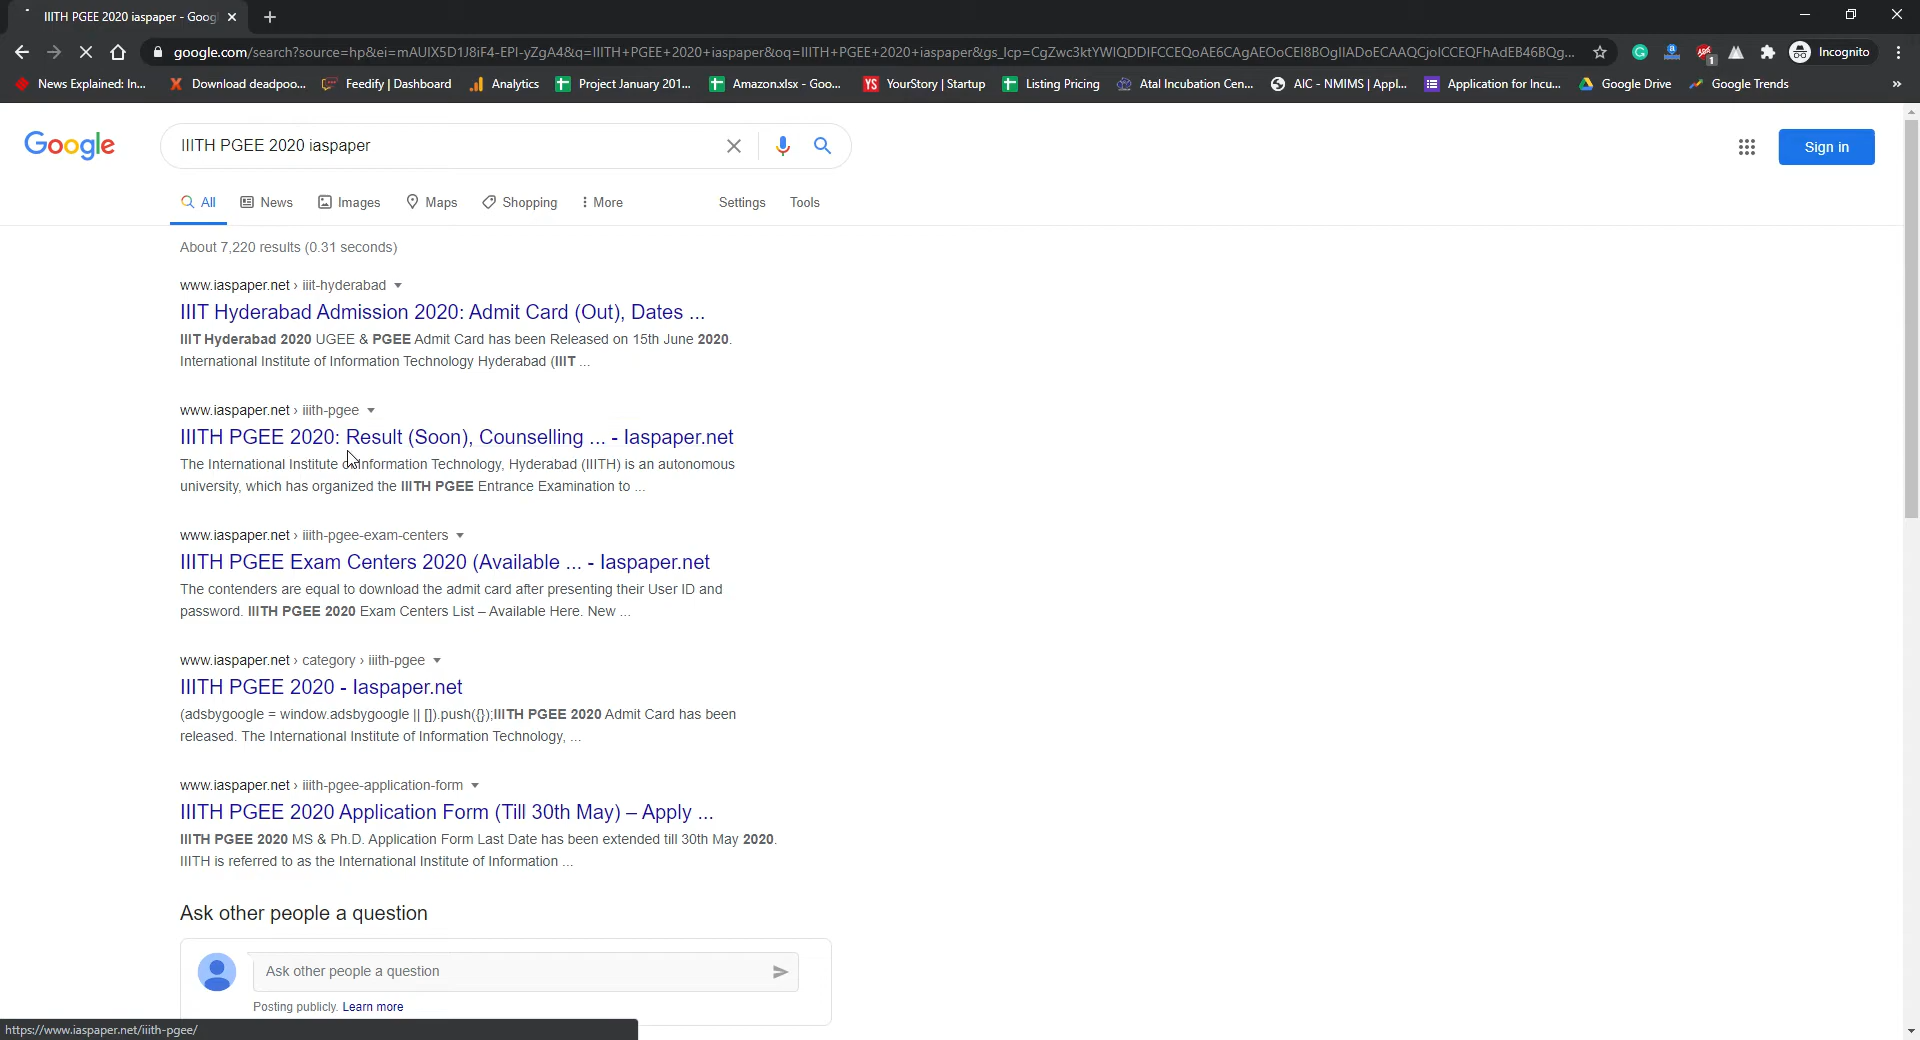 IIITH PGEE 2020 iaspaper - Goog
google.com/search?source=hp&ei=mAUIX5D1J8iF4-EPl-yZgA4&q=IIITH+PGEE+2020+iaspaper&oq=IIITH+PGEE+2020+iaspaper&gs_lcp=CgZwc3ktYWIQDDIFCCEQoAE6CAgAEOoCEI8BOgIIADoECAAQCjoICCEQFhAdEB46BQg...
Incognito
News Explained: In...
Download deadpoo...
Feedify | Dashboard
Analytics
Project January 201...
Amazon.xlsx - Goo...
YS YourStory | Startup
Listing Pricing
Atal Incubation Cen...
AIC - NMIMS | Appl...
Application for Incu...
Google Drive
Google Trends
»
Google
IIITH PGEE 2020 iaspaper
Sign in
All
News
Images
Maps
Shopping
More
Settings
Tools
About 7,220 results (0.31 seconds)
www.iaspaper.net › iiit-hyderabad
IIIT Hyderabad Admission 2020: Admit Card (Out), Dates ...
IIIT Hyderabad 2020 UGEE & PGEE Admit Card has been Released on 15th June 2020.
International Institute of Information Technology Hyderabad (IIIT ...
www.iaspaper.net › iiith-pgee
IIITH PGEE 2020: Result (Soon), Counselling ... - Iaspaper.net
The International Institute of Information Technology, Hyderabad (IIITH) is an autonomous
university, which has organized the IIITH PGEE Entrance Examination to ...
www.iaspaper.net › iiith-pgee-exam-centers
IIITH PGEE Exam Centers 2020 (Available ... - Iaspaper.net
The contenders are equal to download the admit card after presenting their User ID and
password. IIITH PGEE 2020 Exam Centers List – Available Here. New ...
www.iaspaper.net › category › iiith-pgee
IIITH PGEE 2020 - Iaspaper.net
(adsbygoogle = window.adsbygoogle || []).push({});IIITH PGEE 2020 Admit Card has been
released. The International Institute of Information Technology, ...
www.iaspaper.net › iiith-pgee-application-form
IIITH PGEE 2020 Application Form (Till 30th May) – Apply ...
IIITH PGEE 2020 MS & Ph.D. Application Form Last Date has been extended till 30th May 2020.
IIITH is referred to as the International Institute of Information ...
Ask other people a question
Ask other people a question
Posting publicly. Learn more
https://www.iaspaper.net/iiith-pgee/